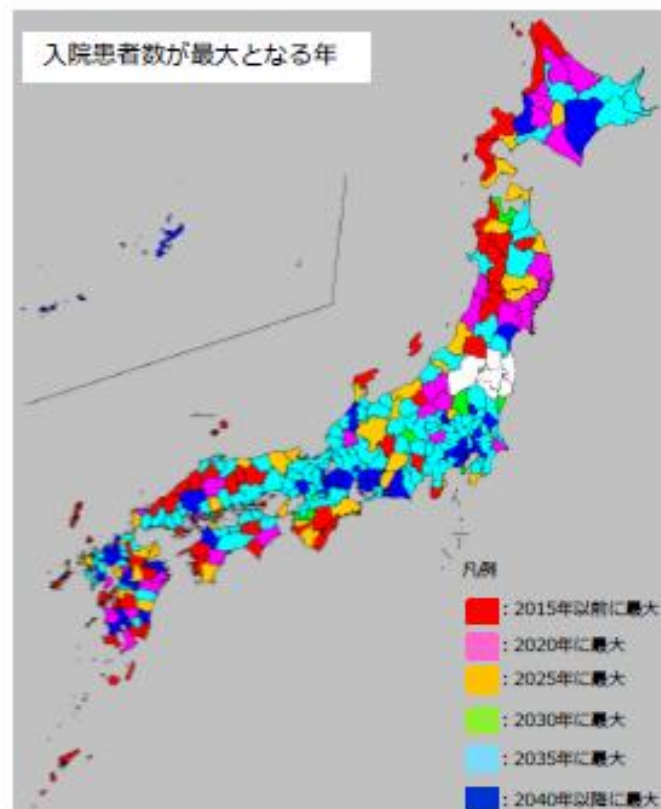 入院患者数が最大となる年
凡例
：2015年以前に最大
：2020年に最大
：2025年に最大
：2030年に最大
：2035年に最大
：2040年以降に最大